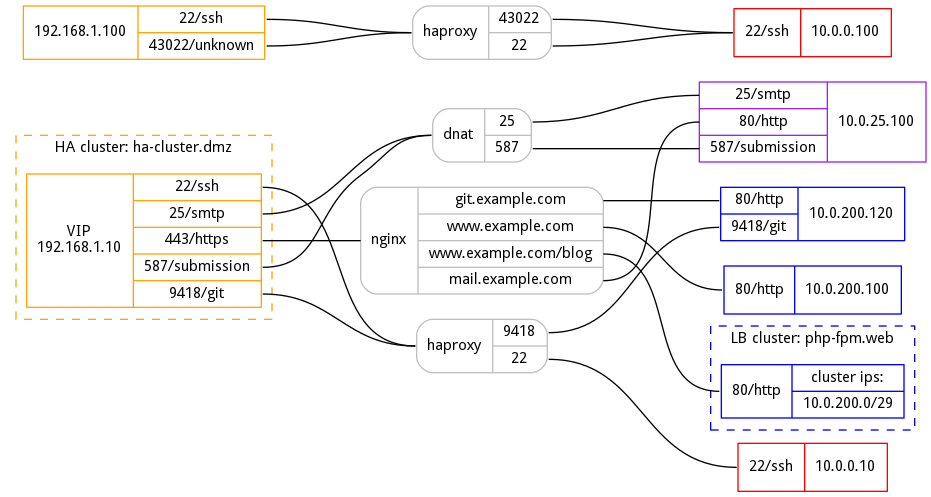 192.168.1.100
22/ssh
43022/unknown
haproxy
43022
22
22/ssh
10.0.0.100
HA cluster: ha-cluster.dmz
VIP
192.168.1.10
22/ssh
25/smtp
443/https
587/submission
9418/git
dnat
25
587
25/smtp
80/http
587/submission
10.0.25.100
nginx
git.example.com
www.example.com
www.example.com/blog
mail.example.com
80/http
9418/git
10.0.200.120
80/http
10.0.200.100
haproxy
9418
22
LB cluster: php-fpm.web
80/http
cluster ips:
10.0.200.0/29
22/ssh
10.0.0.10